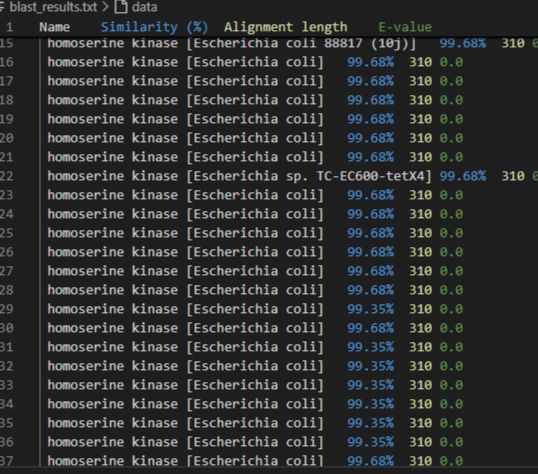 blast_results.txt > data
1 Name Similarity (%) Alignment length E-value
15 homoserine kinase [Escherichia coli 88817 (10j)] 99.68% 310 0
16 homoserine kinase [Escherichia coli] 99.68% 310 0.0
17 homoserine kinase [Escherichia coli] 99.68% 310 0.0
18 homoserine kinase [Escherichia coli] 99.68% 310 0.0
19 homoserine kinase [Escherichia coli] 99.68% 310 0.0
20 homoserine kinase [Escherichia coli] 99.68% 310 0.0
21 homoserine kinase [Escherichia coli] 99.68% 310 0.0
22 homoserine kinase [Escherichia sp. TC-EC600-tetX4] 99.68% 310 0
23 homoserine kinase [Escherichia coli] 99.68% 310 0.0
24 homoserine kinase [Escherichia coli] 99.68% 310 0.0
25 homoserine kinase [Escherichia coli] 99.68% 310 0.0
26 homoserine kinase [Escherichia coli] 99.68% 310 0.0
27 homoserine kinase [Escherichia coli] 99.68% 310 0.0
28 homoserine kinase [Escherichia coli] 99.68% 310 0.0
29 homoserine kinase [Escherichia coli] 99.35% 310 0.0
30 homoserine kinase [Escherichia coli] 99.68% 310 0.0
31 homoserine kinase [Escherichia coli] 99.35% 310 0.0
32 homoserine kinase [Escherichia coli] 99.35% 310 0.0
33 homoserine kinase [Escherichia coli] 99.35% 310 0.0
34 homoserine kinase [Escherichia coli] 99.35% 310 0.0
35 homoserine kinase [Escherichia coli] 99.35% 310 0.0
36 homoserine kinase [Escherichia coli] 99.35% 310 0.0
37 homoserine kinase [Escherichia coli] 99.68% 310 0.0